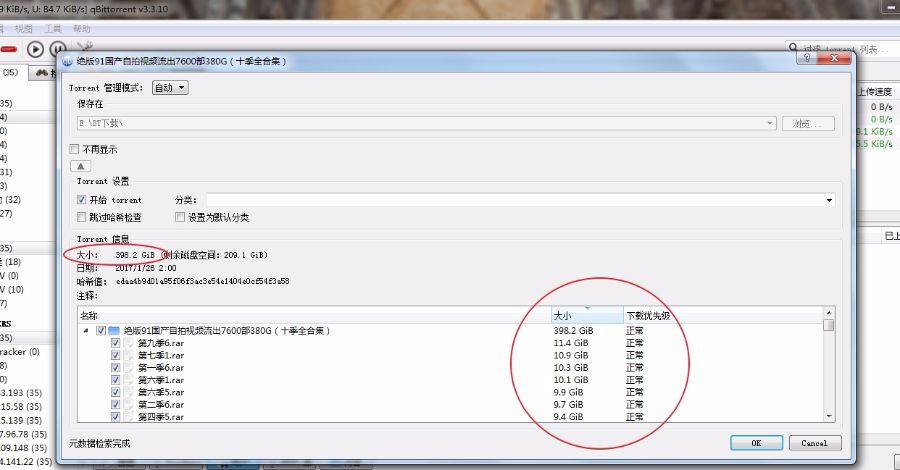 9 KiB/s, U: 84.7 KiB/s] qBittorrent v3.3.10
视图 工具 帮助
过滤 torrent 列表...
(35)
绝版91国产自拍视频流出7600部380G（十季全合集）
Torrent 管理模式： 自动
保存在
E:\BT下载\
浏览...
不再显示
Torrent 设置
开始 torrent 分类：
跳过哈希检查 设置为默认分类
Torrent 信息
大小： 398.2 GiB (剩余磁盘空间：209.1 GiB)
日期： 2017/1/26 2:00
哈希值：
注释：
名称 大小 下载优先级
绝版91国产自拍视频流出7600部380G（十季全合集） 398.2 GiB 正常
第九季6.rar 11.4 GiB 正常
第七季1.rar 10.9 GiB 正常
第一季6.rar 10.3 GiB 正常
第六季1.rar 10.1 GiB 正常
第六季5.rar 9.9 GiB 正常
第二季6.rar 9.7 GiB 正常
第四季5.rar 9.4 GiB 正常
元数据检索完成
OK Cancel
上传速度
0 B/s
0 B/s
9.1 KiB/s
5.5 KiB/s
已上
35)
4)
0)
4)
4)
31)
(32)
27)
35)
(18)
V (0)
V (10)
7)
ERS
35)
racker (0)
3.193 (35)
15.58 (35)
5.139 (35)
7.96.78 (35)
09.148 (35)
4.141.22 (35)